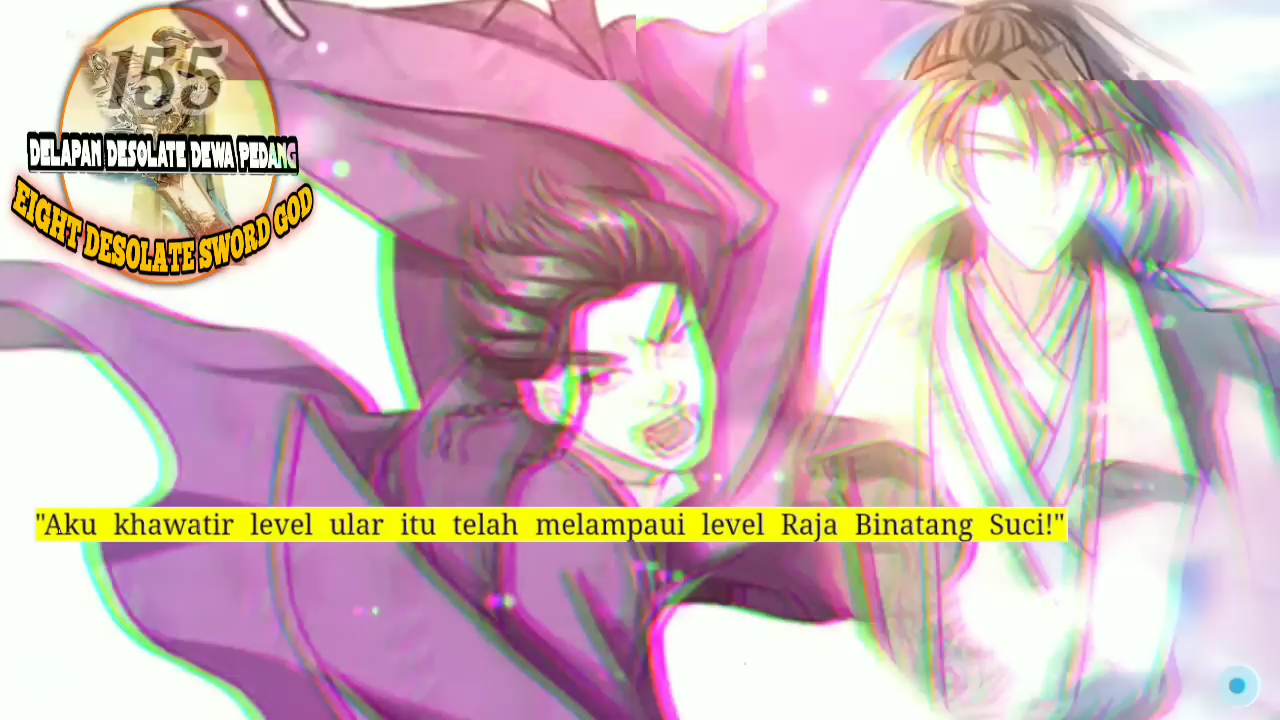 155
DELAPAN DESOLATE DEWA PEDANG
EIGHT DESOLATE SWORD GOD
"Aku khawatir level ular itu telah melampaui level Raja Binatang Suci!"